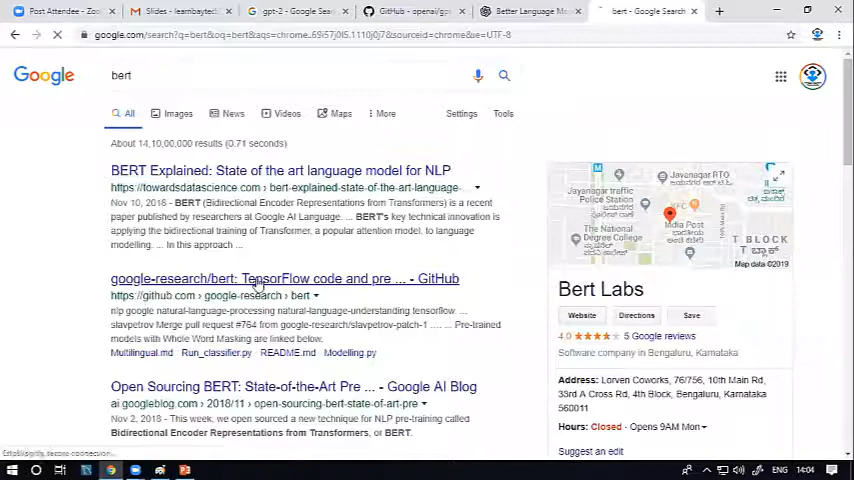 Post Attendee - Zoo
Slides - learnbaytech
gpt-2 - Google Sear
GitHub - openai/gp
Better Language Mo
bert - Google Search
google.com/search?q=bert&oq=bert&aqs=chrome..69i57j0l5.1110j0j7&sourceid=chrome&ie=UTF-8
Google
bert
All
Images
News
Videos
Maps
More
Settings
Tools
About 14,10,00,000 results (0.71 seconds)
BERT Explained: State of the art language model for NLP
https://towardsdatascience.com › bert-explained-state-of-the-art-language-
Nov 10, 2018 - BERT (Bidirectional Encoder Representations from Transformers) is a recent
paper published by researchers at Google AI Language. ... BERT's key technical innovation is
applying the bidirectional training of Transformer, a popular attention model, to language
modelling. ... In this approach ...
google-research/bert: TensorFlow code and pre ... - GitHub
https://github.com › google-research › bert
nlp google natural-language-processing natural-language-understanding tensorflow. ...
slavpetrov Merge pull request #764 from google-research/slavpetrov-patch-1 .... Pre-trained
models with Whole Word Masking are linked below.
Multilingual.md · Run_classifier.py · README.md · Modelling.py
Open Sourcing BERT: State-of-the-Art Pre ... - Google AI Blog
ai.googleblog.com › 2018/11 › open-sourcing-bert-state-of-art-pre
Nov 2, 2018 - This week, we open sourced a new technique for NLP pre-training called
Bidirectional Encoder Representations from Transformers, or BERT.
Jayanagar RTO
Jayanagar traffic
Police Station
KFC
The National
Degree College
India Post
T BLOCK
Map data ©2019
Bert Labs
Website
Directions
Save
4.0
5 Google reviews
Software company in Bengaluru, Karnataka
Address: Lorven Coworks, 76/756, 10th Main Rd,
33rd A Cross Rd, 4th Block, Bengaluru, Karnataka
560011
Hours: Closed · Opens 9AM Mon
Suggest an edit
ENG
14:04